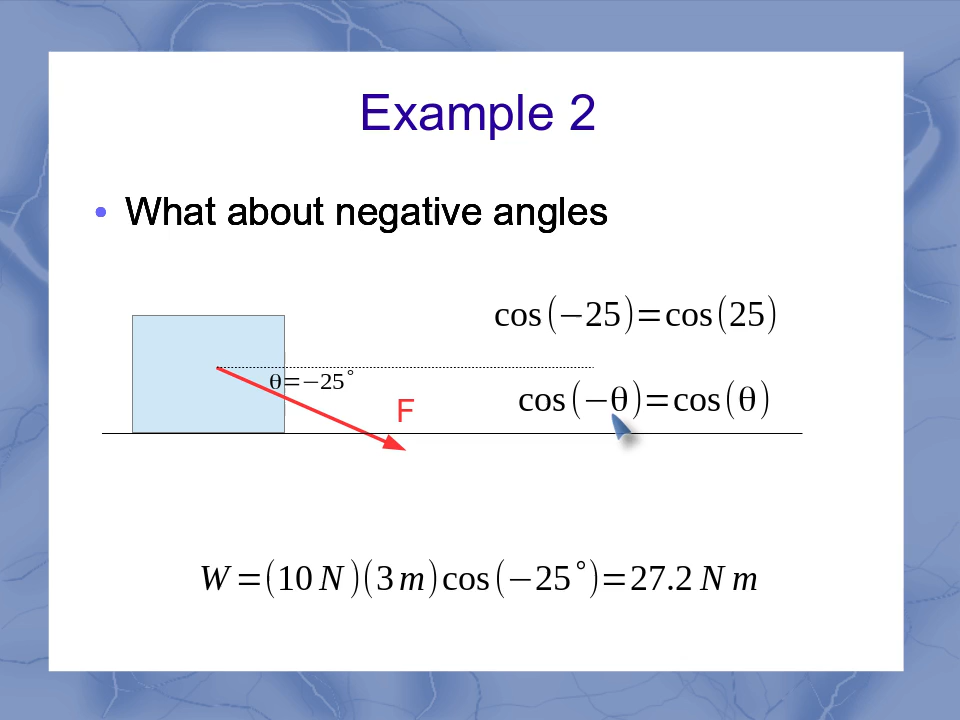 Example 2
• What about negative angles
cos(−25)=cos(25)
θ=−25°
cos(−θ)=cos(θ)
F
W=(10 N)(3 m)cos(−25°)=27.2 N m